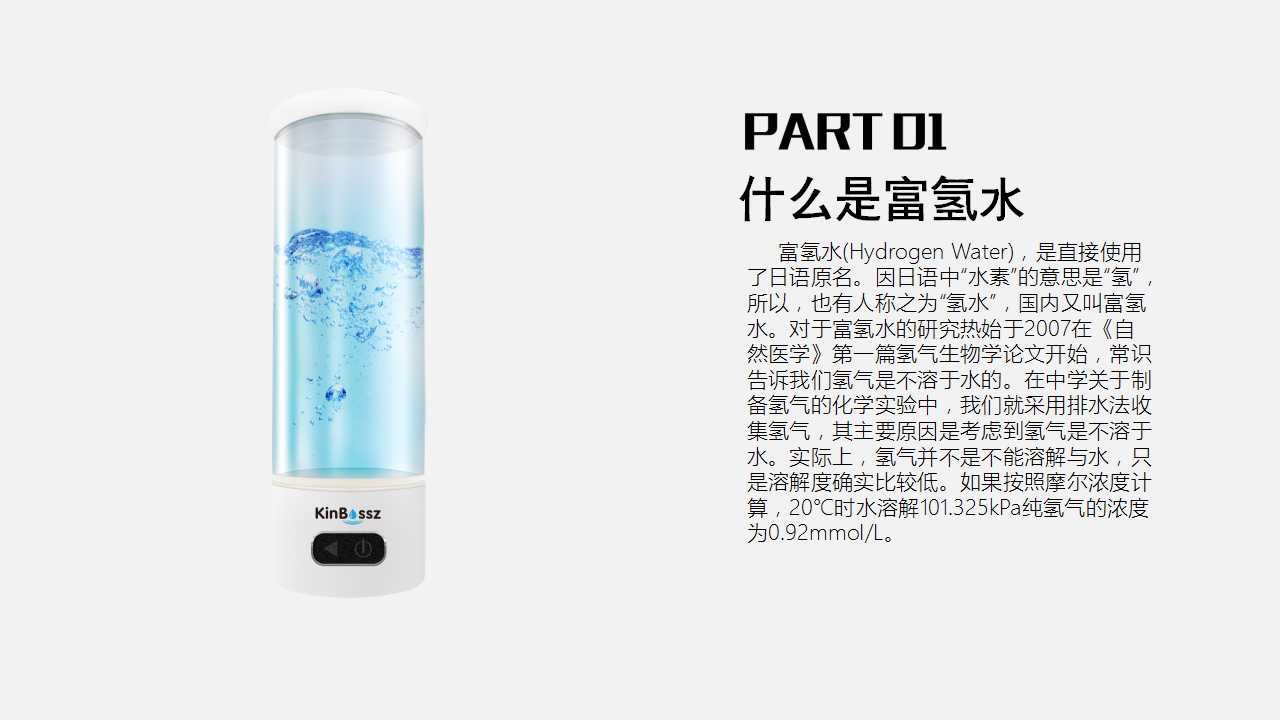 PART 01
什么是富氢水
富氢水(Hydrogen Water)，是直接使用
了日语原名。因日语中“水素”的意思是“氢”，
所以，也有人称之为“氢水”，国内又叫富氢
水。对于富氢水的研究热始于2007在《自
然医学》第一篇氢气生物学论文开始，常识
告诉我们氢气是不溶于水的。在中学关于制
备氢气的化学实验中，我们就采用排水法收
集氢气，其主要原因是考虑到氢气是不溶于
水。实际上，氢气并不是不能溶解与水，只
是溶解度确实比较低。如果按照摩尔浓度计
算，20℃时水溶解101.325kPa纯氢气的浓度
为0.92mmol/L。
KinBossz